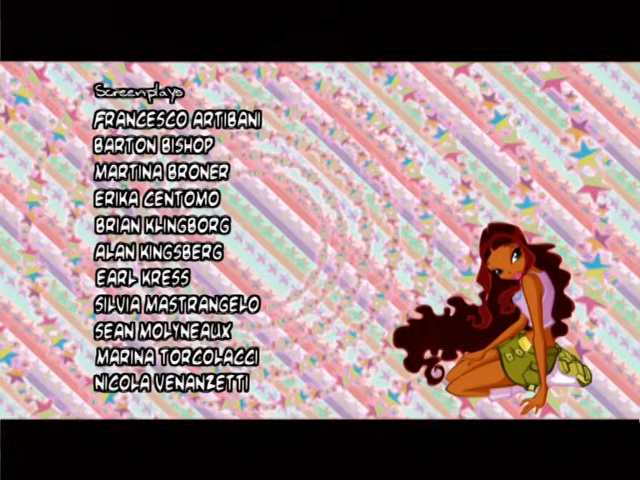 Screenplays
FRANCESCO ARTIBANI
BARTON BISHOP
MARTINA BRONER
ERIKA CENTOMO
BRIAN KLINGBORG
ALAN KINGSBERG
EARL KRESS
SILVIA MASTRANGELO
SEAN MOLYNEAUX
MARINA TORCOLACCI
NICOLA VENANZETTI